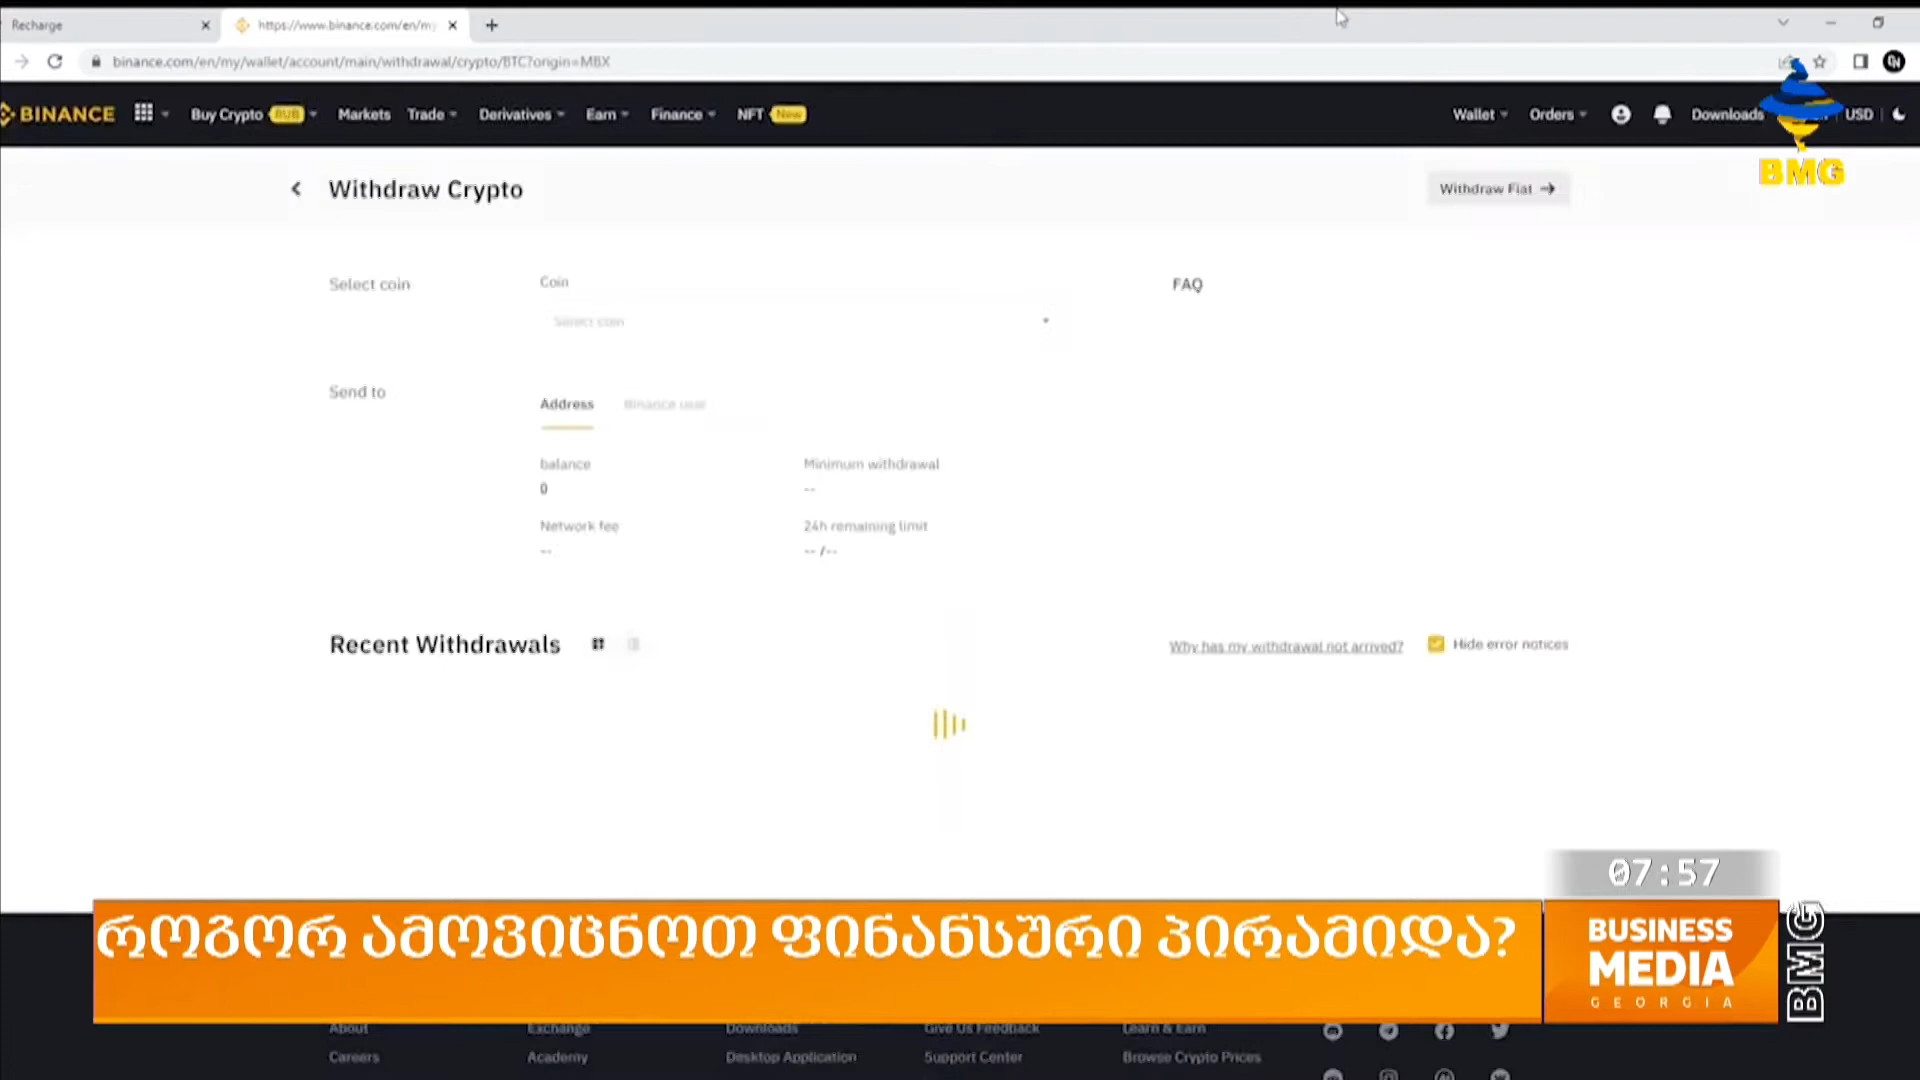 Recharge
https://www.binance.com/en/my
binance.com/en/my/wallet/account/main/withdrawal/crypto/BTC?origin=MBX
BINANCE
Buy Crypto
Markets
Trade
Derivatives
Earn
Finance
NFT
New
Wallet
Orders
Downloads
USD
BMG
Withdraw Crypto
Withdraw Fiat
Select coin
Coin
FAQ
Select coin
Send to
Address
Binance user
balance
Minimum withdrawal
0
--
Network fee
24h remaining limit
--
-- /--
Recent Withdrawals
Why has my withdrawal not arrived?
Hide error notices
07:57
როგორ ამოვიცნოთ ფინანსური პირამიდა?
BUSINESS
MEDIA
GEORGIA
BMG
About
Exchange
Downloads
Give Us Feedback
Learn & Earn
Careers
Academy
Desktop Application
Support Center
Browse Crypto Prices